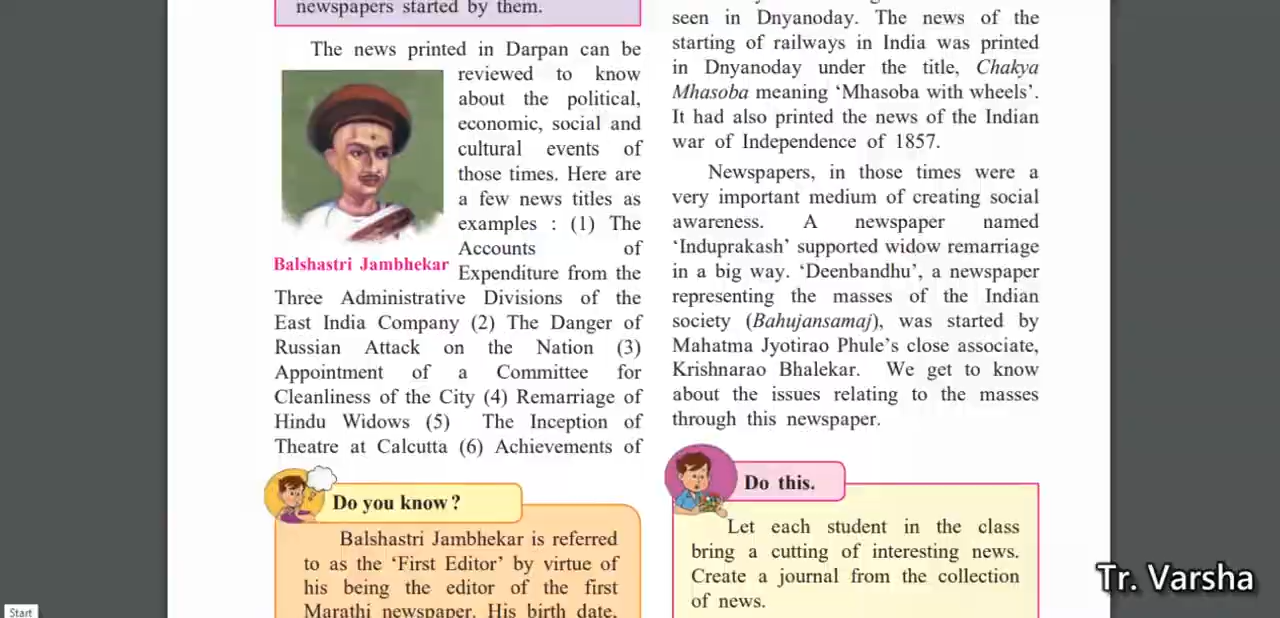 newspapers started by them.
The news printed in Darpan can be
reviewed to know
about the political,
economic, social and
cultural events of
those times. Here are
a few news titles as
examples : (1) The
Accounts of
Balshastri Jambhekar
Expenditure from the
Three Administrative Divisions of the
East India Company (2) The Danger of
Russian Attack on the Nation (3)
Appointment of a Committee for
Cleanliness of the City (4) Remarriage of
Hindu Widows (5) The Inception of
Theatre at Calcutta (6) Achievements of
Do you know ?
Balshastri Jambhekar is referred
to as the ‘First Editor’ by virtue of
his being the editor of the first
Marathi newspaper. His birth date,
seen in Dnyanoday. The news of the
starting of railways in India was printed
in Dnyanoday under the title, Chakya
Mhasoba meaning ‘Mhasoba with wheels’.
It had also printed the news of the Indian
war of Independence of 1857.
Newspapers, in those times were a
very important medium of creating social
awareness. A newspaper named
‘Induprakash’ supported widow remarriage
in a big way. ‘Deenbandhu’, a newspaper
representing the masses of the Indian
society (Bahujansamaj), was started by
Mahatma Jyotirao Phule’s close associate,
Krishnarao Bhalekar. We get to know
about the issues relating to the masses
through this newspaper.
Do this.
Let each student in the class
bring a cutting of interesting news.
Create a journal from the collection
of news.
Tr. Varsha
Start